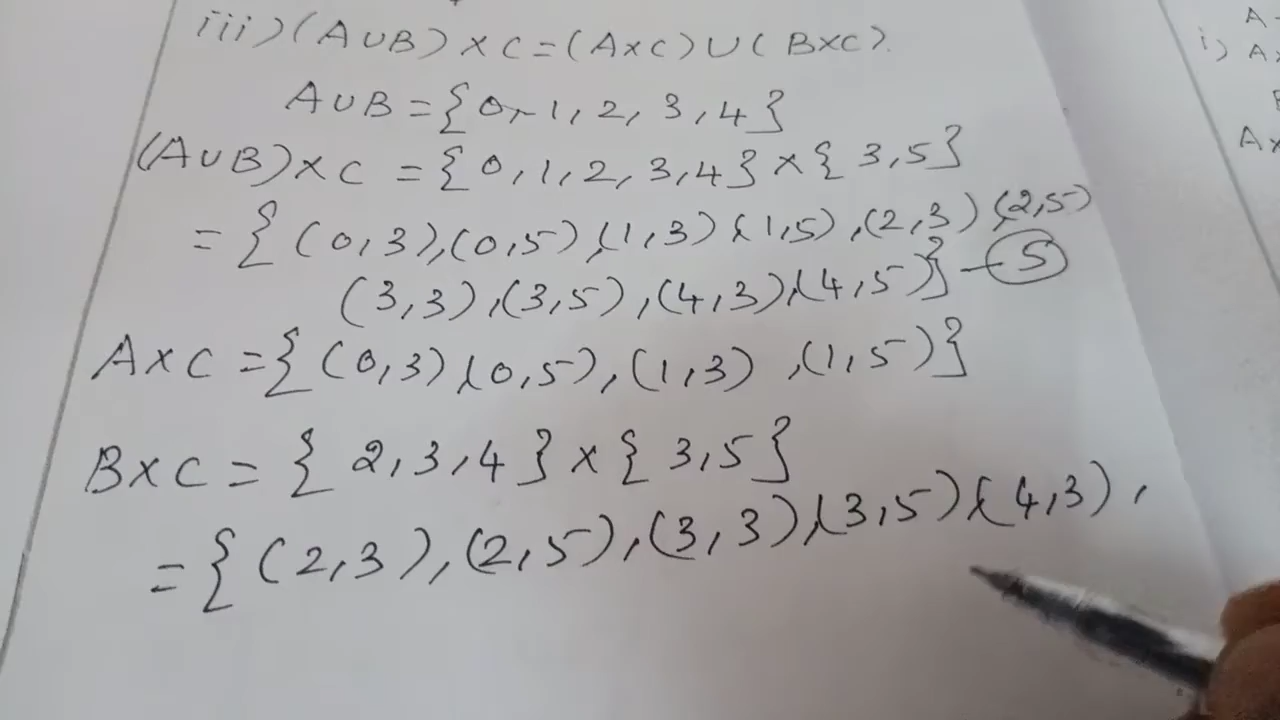 iii) (A∪B) × C = (A×C) ∪ (B×C).
A∪B = {0, 1, 2, 3, 4}
(A∪B) × C = {0, 1, 2, 3, 4} × {3, 5}
= {(0,3), (0,5), (1,3), (1,5), (2,3), (2,5)
(3,3), (3,5), (4,3), (4,5)} — 5
A×C = {(0,3), (0,5), (1,3), (1,5)}
B×C = {2, 3, 4} × {3, 5}
= {(2,3), (2,5), (3,3), (3,5), (4,3),
A
i) A
Ax